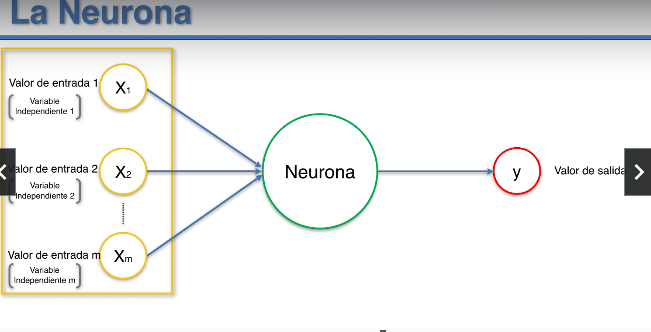 La Neurona
Valor de entrada 1
Variable
Independiente 1
X1
Valor de entrada 2
Variable
Independiente 2
X2
Valor de entrada m
Variable
Independiente m
Xm
Neurona
y
Valor de salida